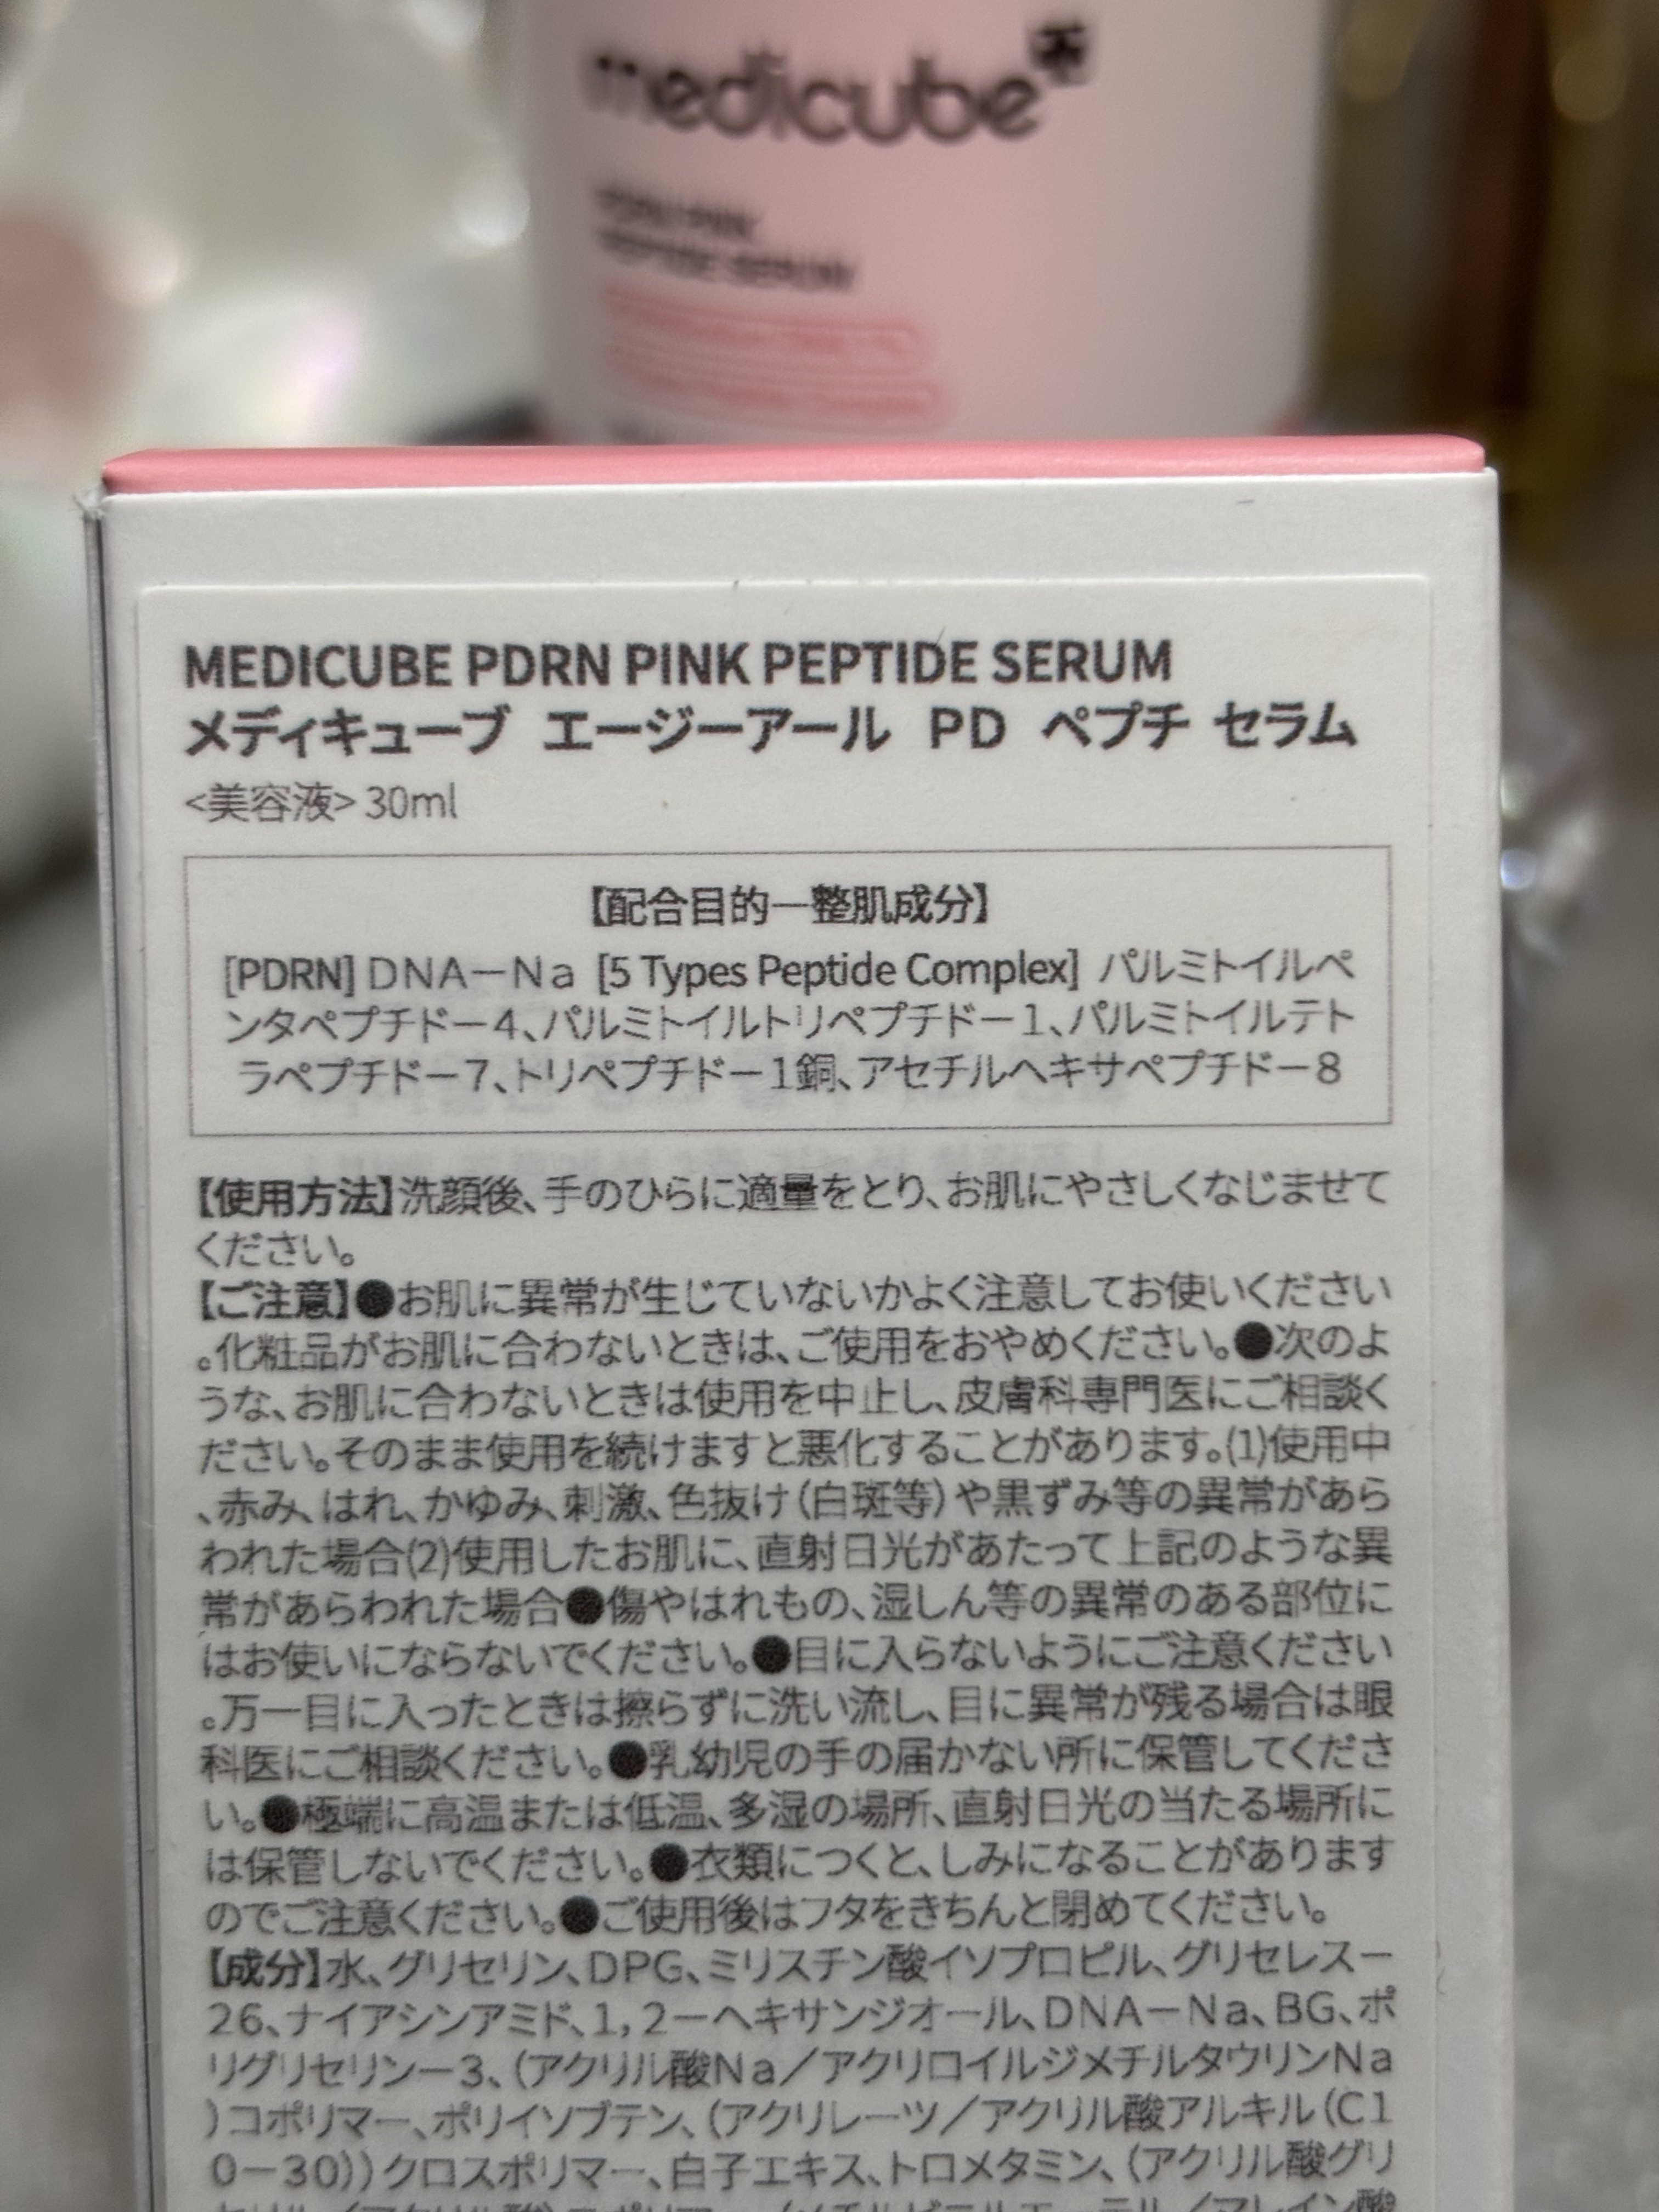 medicube
PDRN PINK
PEPTIDE SERUM
MEDICUBE PDRN PINK PEPTIDE SERUM
メディキューブ エージーアール PD ペプチ セラム
<美容液> 30ml
【配合目的―整肌成分】
[PDRN] DNA－Na [5 Types Peptide Complex] パルミトイルペ
ンタペプチド－4、パルミトイルトリペプチド－1、パルミトイルテト
ラペプチド－7、トリペプチド－1銅、アセチルヘキサペプチド－8
【使用方法】洗顔後、手のひらに適量をとり、お肌にやさしくなじませて
ください。
【ご注意】●お肌に異常が生じていないかよく注意してお使いください
。化粧品がお肌に合わないときは、ご使用をおやめください。●次のよ
うな、お肌に合わないときは使用を中止し、皮膚科専門医にご相談く
ださい。そのまま使用を続けますと悪化することがあります。(1)使用中
、赤み、はれ、かゆみ、刺激、色抜け（白斑等）や黒ずみ等の異常があら
われた場合(2)使用したお肌に、直射日光があたって上記のような異
常があらわれた場合●傷やはれもの、湿しん等の異常のある部位に
はお使いにならないでください。●目に入らないようにご注意ください
。万一目に入ったときは擦らずに洗い流し、目に異常が残る場合は眼
科医にご相談ください。●乳幼児の手の届かない所に保管してくださ
い。●極端に高温または低温、多湿の場所、直射日光の当たる場所に
は保管しないでください。●衣類につくと、しみになることがあります
のでご注意ください。●ご使用後はフタをきちんと閉めてください。
【成分】水、グリセリン、DPG、ミリスチン酸イソプロピル、グリセレス－
26、ナイアシンアミド、1，2－ヘキサンジオール、DNA－Na、BG、ポ
リグリセリン－3、（アクリル酸Na／アクリロイルジメチルタウリンNa
）コポリマー、ポリイソブテン、（アクリレーツ／アクリル酸アルキル（C1
0－30））クロスポリマー、白子エキス、トロメタミン、（アクリル酸グリ